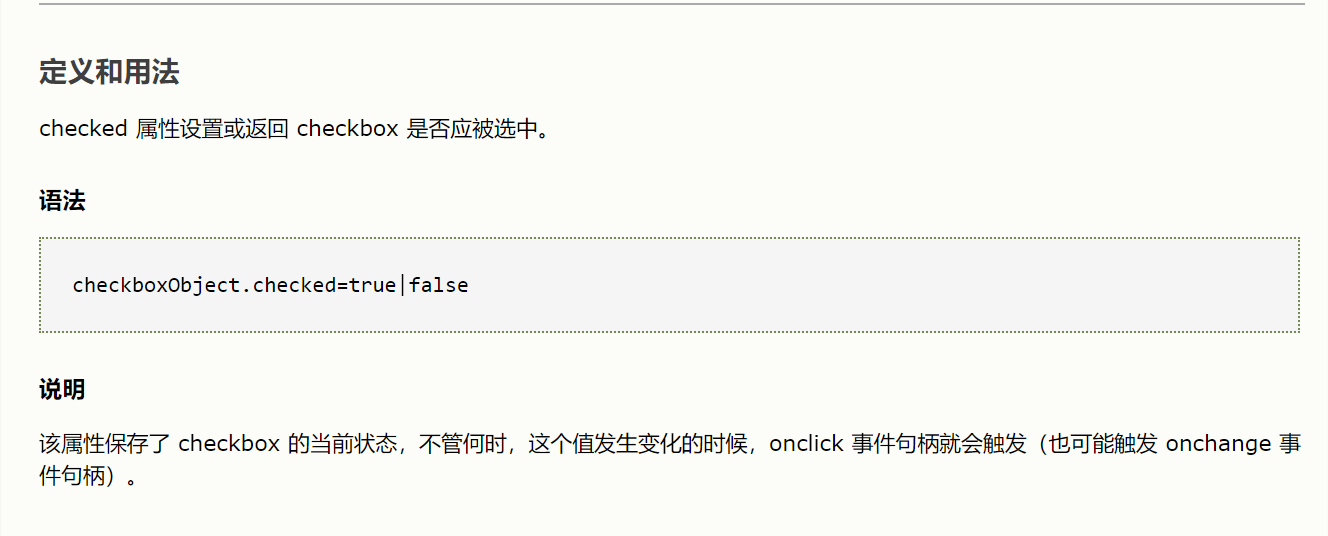 定义和用法
checked 属性设置或返回 checkbox 是否应被选中。
语法
checkboxObject.checked=true|false
说明
该属性保存了 checkbox 的当前状态，不管何时，这个值发生变化的时候，onclick 事件句柄就会触发（也可能触发 onchange 事
件句柄）。